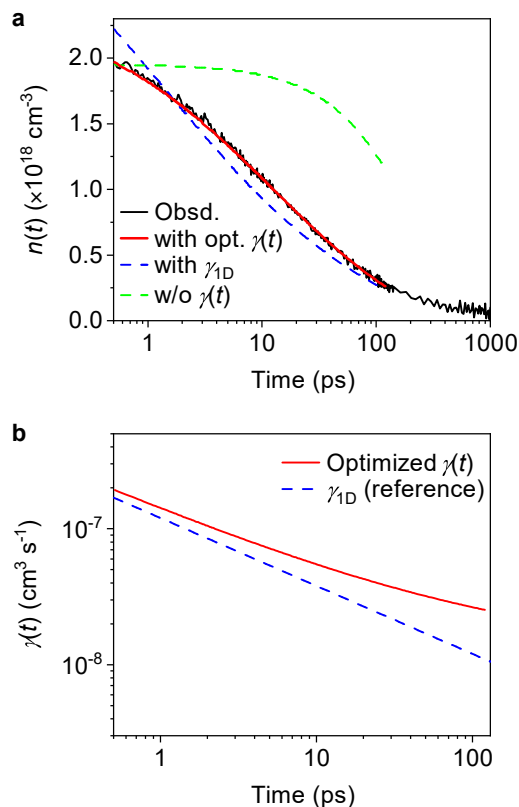 a
2.0
1.5
1.0
0.5
0.0
n(t) (×10¹⁸ cm⁻³)
Obsd.
with opt. γ(t)
with γ₁D
w/o γ(t)
1 10 100 1000
Time (ps)
b
10⁻⁷
10⁻⁸
γ(t) (cm³ s⁻¹)
Optimized γ(t)
γ₁D (reference)
1 10 100
Time (ps)